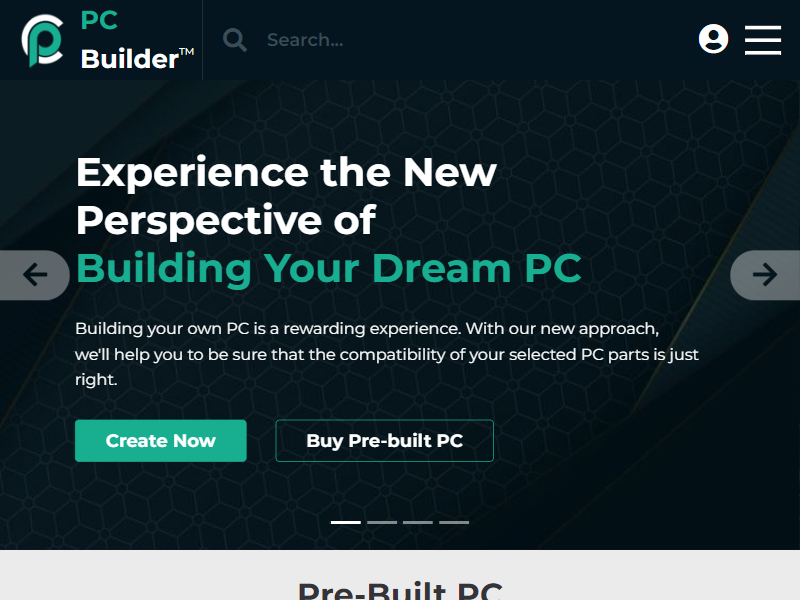 PC
Builder™
Search...
Experience the New
Perspective of
Building Your Dream PC
Building your own PC is a rewarding experience. With our new approach,
we'll help you to be sure that the compatibility of your selected PC parts is just
right.
Create Now
Buy Pre-built PC
Pre-Built PC